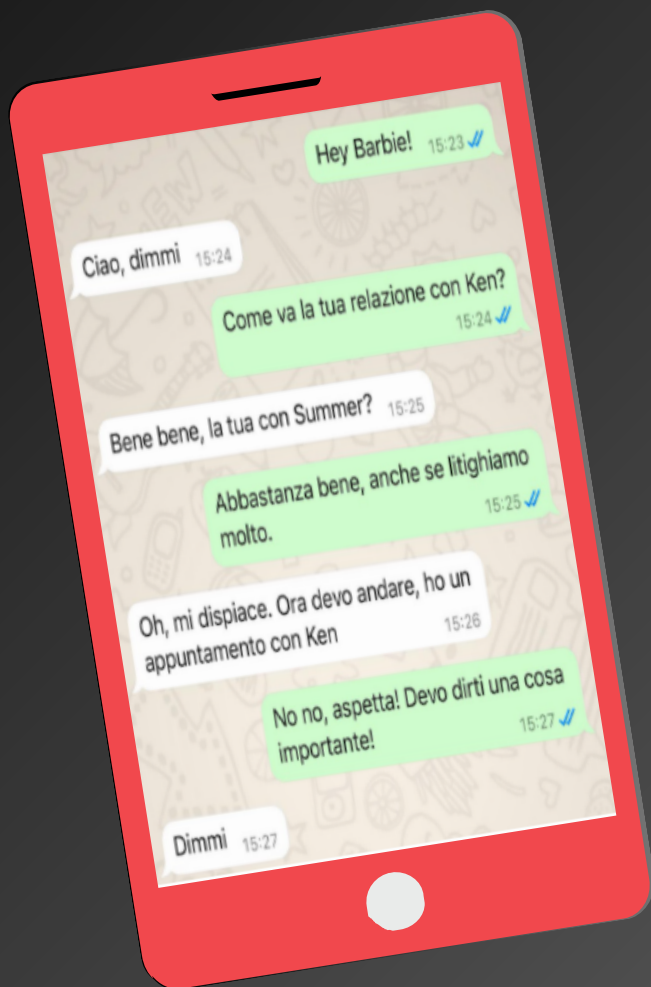 Hey Barbie! 15:23
Ciao, dimmi 15:24
Come va la tua relazione con Ken?
15:24
Bene bene, la tua con Summer? 15:25
Abbastanza bene, anche se litighiamo
molto. 15:25
Oh, mi dispiace. Ora devo andare, ho un
appuntamento con Ken 15:26
No no, aspetta! Devo dirti una cosa
importante! 15:27
Dimmi 15:27